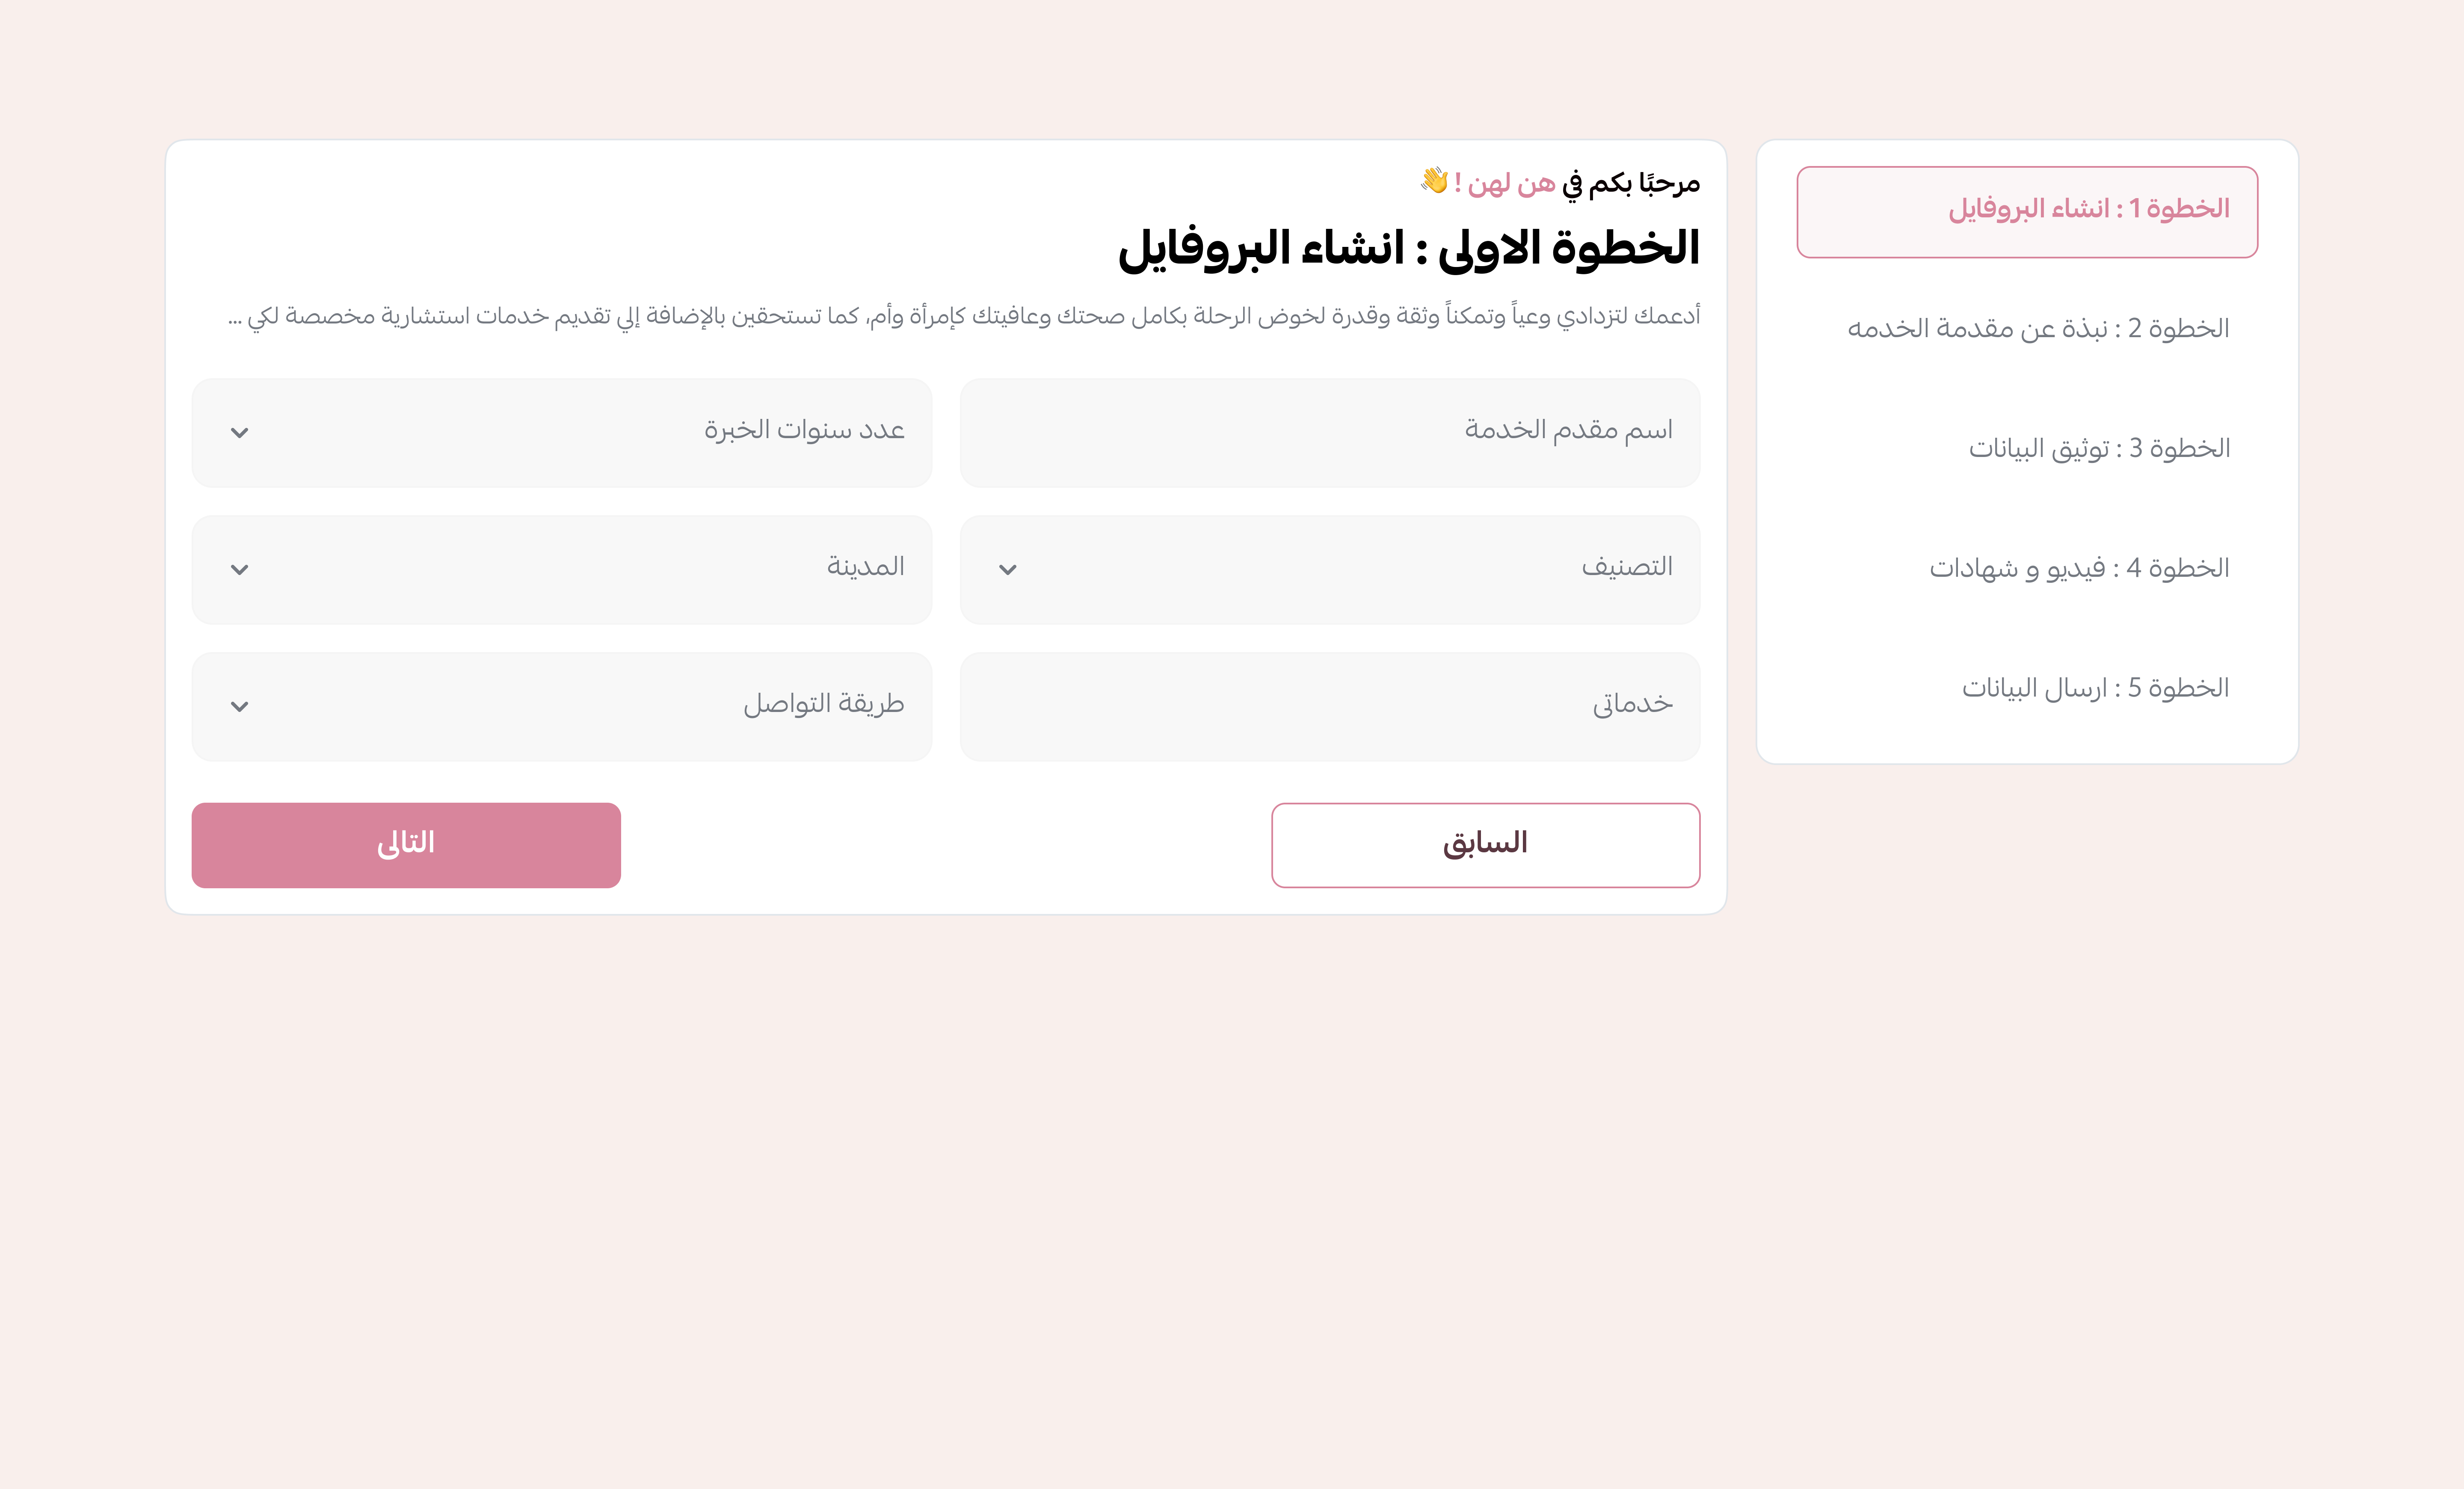 الخطوة 1 : انشاء البروفايل
الخطوة 2 : نبذة عن مقدمة الخدمه
الخطوة 3 : توثيق البيانات
الخطوة 4 : فيديو و شهادات
الخطوة 5 : ارسال البيانات
مرحبًا بكم في هن لهن ! 👋
الخطوة الاولى : انشاء البروفايل
أدعمك لتزدادي وعياً وتمكناً وثقة وقدرة لخوض الرحلة بكامل صحتك وعافيتك كإمرأة وأم، كما تستحقين بالإضافة إلي تقديم خدمات استشارية مخصصة لكي ...
اسم مقدم الخدمة
عدد سنوات الخبرة
التصنيف
المدينة
خدماتى
طريقة التواصل
السابق
التالى